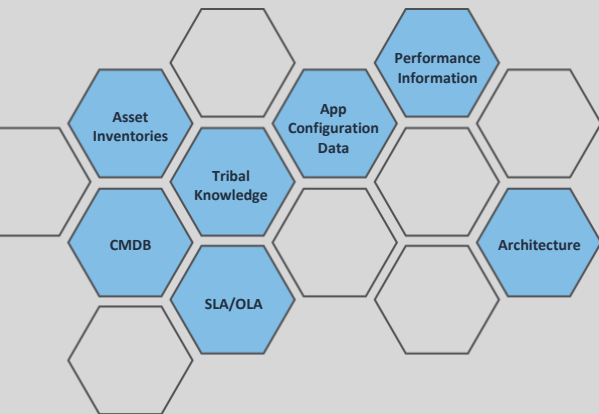 Performance
Information
Asset
Inventories
App
Configuration
Data
Tribal
Knowledge
CMDB
Architecture
SLA/OLA